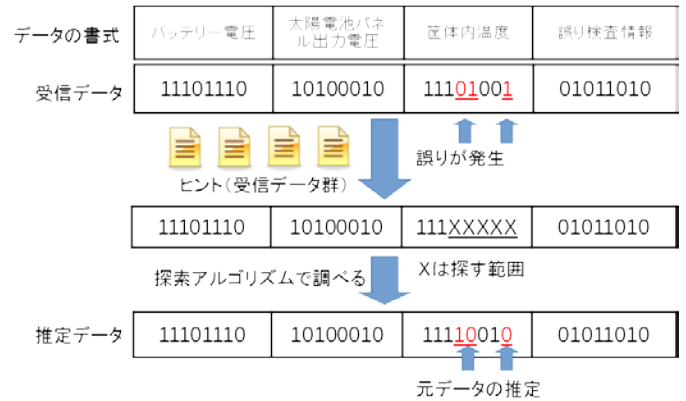 データの書式 バッテリー電圧 太陽電池パネル出力電圧 筐体内温度 誤り検査情報
受信データ 11101110 10100010 11101001 01011010
誤りが発生
ヒント(受信データ群)
11101110 10100010 111XXXXX 01011010
探索アルゴリズムで調べる Xは探す範囲
推定データ 11101110 10100010 11110010 01011010
元データの推定